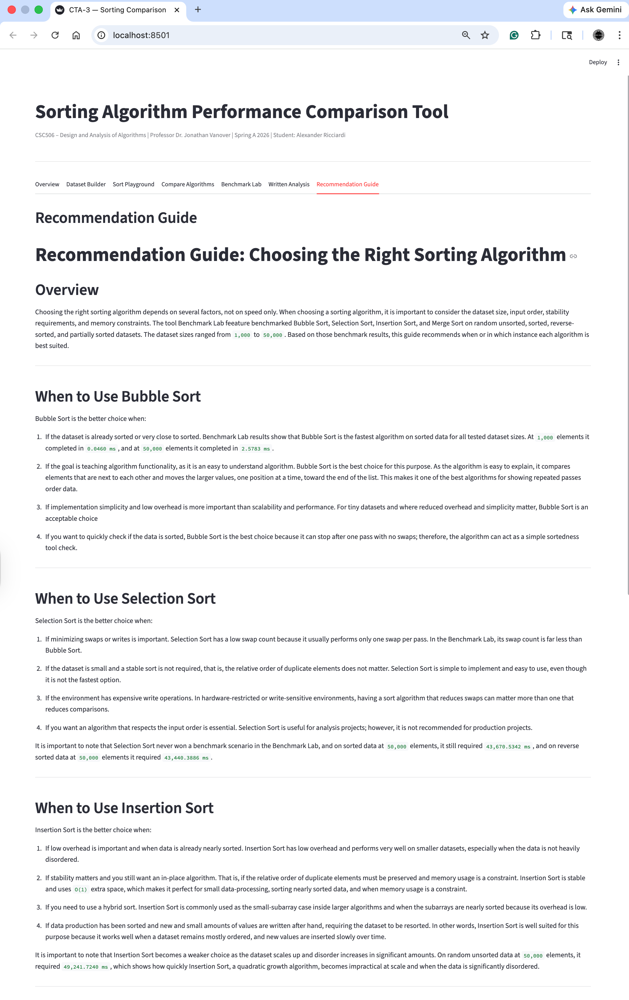 CTA-3 — Sorting Comparison
Ask Gemini
localhost:8501
Deploy
Sorting Algorithm Performance Comparison Tool
CSC506 – Design and Analysis of Algorithms | Professor Dr. Jonathan Vanover | Spring A 2026 | Student: Alexander Ricciardi
Overview Dataset Builder Sort Playground Compare Algorithms Benchmark Lab Written Analysis Recommendation Guide
Recommendation Guide
Recommendation Guide: Choosing the Right Sorting Algorithm
Overview
Choosing the right sorting algorithm depends on several factors, not on speed only. When choosing a sorting algorithm, it is important to consider the dataset size, input order, stability
requirements, and memory constraints. The tool Benchmark Lab feeature benchmarked Bubble Sort, Selection Sort, Insertion Sort, and Merge Sort on random unsorted, sorted, reverse-
sorted, and partially sorted datasets. The dataset sizes ranged from 1,000 to 50,000 . Based on those benchmark results, this guide recommends when or in which instance each algorithm is
best suited.
When to Use Bubble Sort
Bubble Sort is the better choice when:
1. If the dataset is already sorted or very close to sorted. Benchmark Lab results show that Bubble Sort is the fastest algorithm on sorted data for all tested dataset sizes. At 1,000 elements it
completed in 0.0460 ms , and at 50,000 elements it completed in 2.5783 ms .
2. If the goal is teaching algorithm functionality, as it is an easy to understand algorithm. Bubble Sort is the best choice for this purpose. As the algorithm is easy to explain, it compares
elements that are next to each other and moves the larger values, one position at a time, toward the end of the list. This makes it one of the best algorithms for showing repeated passes
order data.
3. If implementation simplicity and low overhead is more important than scalability and performance. For tiny datasets and where reduced overhead and simplicity matter, Bubble Sort is an
acceptable choice
4. If you want to quickly check if the data is sorted, Bubble Sort is the best choice because it can stop after one pass with no swaps; therefore, the algorithm can act as a simple sortedness
tool check.
When to Use Selection Sort
Selection Sort is the better choice when:
1. If minimizing swaps or writes is important. Selection Sort has a low swap count because it usually performs only one swap per pass. In the Benchmark Lab, its swap count is far less than
Bubble Sort.
2. If the dataset is small and a stable sort is not required, that is, the relative order of duplicate elements does not matter. Selection Sort is simple to implement and easy to use, even though
it is not the fastest option.
3. If the environment has expensive write operations. In hardware-restricted or write-sensitive environments, having a sort algorithm that reduces swaps can matter more than one that
reduces comparisons.
4. If you want an algorithm that respects the input order is essential. Selection Sort is useful for analysis projects; however, it is not recommended for production projects.
It is important to note that Selection Sort never won a benchmark scenario in the Benchmark Lab, and on sorted data at 50,000 elements, it still required 43,670.5342 ms , and on reverse
sorted data at 50,000 elements it required 43,440.3886 ms .
When to Use Insertion Sort
Insertion Sort is the better choice when:
1. If low overhead is important and when data is already nearly sorted. Insertion Sort has low overhead and performs very well on smaller datasets, especially when the data is not heavily
disordered.
2. If stability matters and you still want an in-place algorithm. That is, if the relative order of duplicate elements must be preserved and memory usage is a constraint. Insertion Sort is stable
and uses O(1) extra space, which makes it perfect for small data-processing, sorting nearly sorted data, and when memory usage is a constraint.
3. If you need to use a hybrid sort. Insertion Sort is commonly used as the small-subarray case inside larger algorithms and when the subarrays are nearly sorted because its overhead is low.
4. If data production has been sorted and new and small amounts of values are written after hand, requiring the dataset to be resorted. In other words, Insertion Sort is well suited for this
purpose because it works well when a dataset remains mostly ordered, and new values are inserted slowly over time.
It is important to note that Insertion Sort becomes a weaker choice as the dataset scales up and disorder increases in significant amounts. On random unsorted data at 50,000 elements, it
required 49,241.7240 ms , which shows how quickly Insertion Sort, a quadratic growth algorithm, becomes impractical at scale and when the data is significantly disordered.